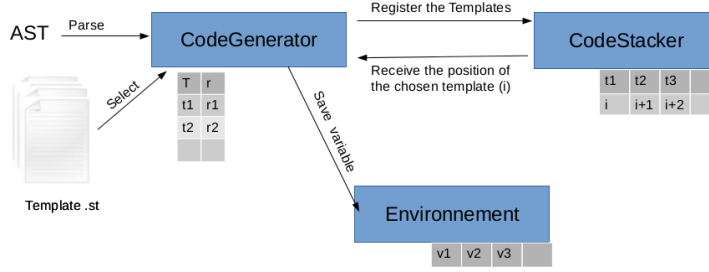 Register the Templates
AST
Parse
CodeGenerator
CodeStacker
Receive the position of
the chosen template (i)
Select
T r
t1 r1
t2 r2
t1 t2 t3
i i+1 i+2
Save variable
Template .st
Environnement
v1 v2 v3